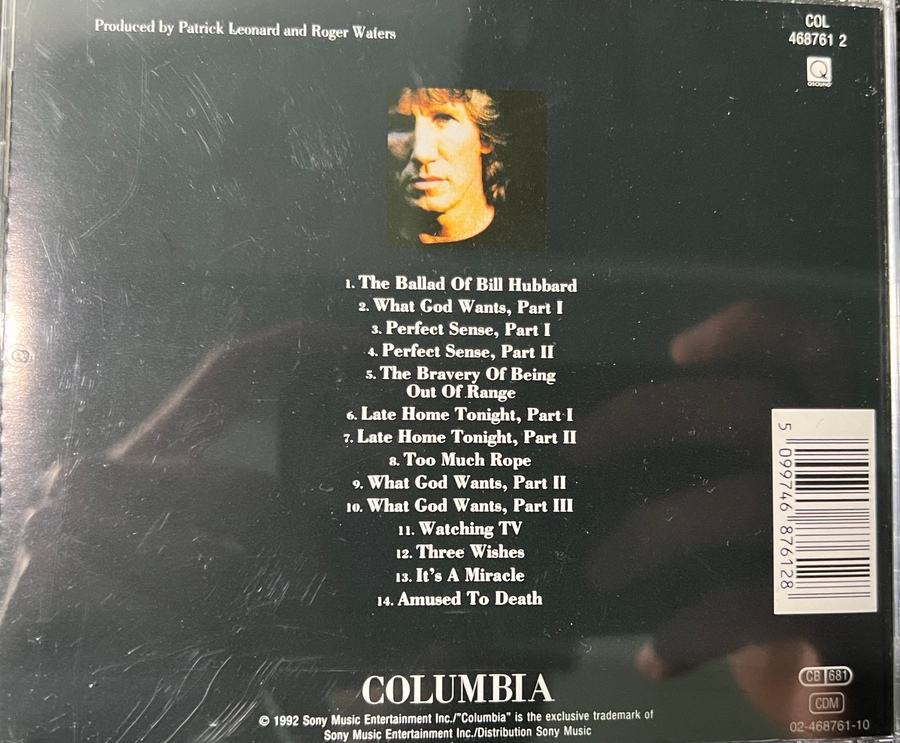 Produced by Patrick Leonard and Roger Waters
COL
468761 2
Q
QSOUND
1. The Ballad Of Bill Hubbard
2. What God Wants, Part I
3. Perfect Sense, Part I
4. Perfect Sense, Part II
5. The Bravery Of Being
Out Of Range
6. Late Home Tonight, Part I
7. Late Home Tonight, Part II
8. Too Much Rope
9. What God Wants, Part II
10. What God Wants, Part III
11. Watching TV
12. Three Wishes
13. It's A Miracle
14. Amused To Death
5 099746 876128
COLUMBIA
© 1992 Sony Music Entertainment Inc./"Columbia" is the exclusive trademark of
Sony Music Entertainment Inc./Distribution Sony Music
CB 681
CDM
02-468761-10